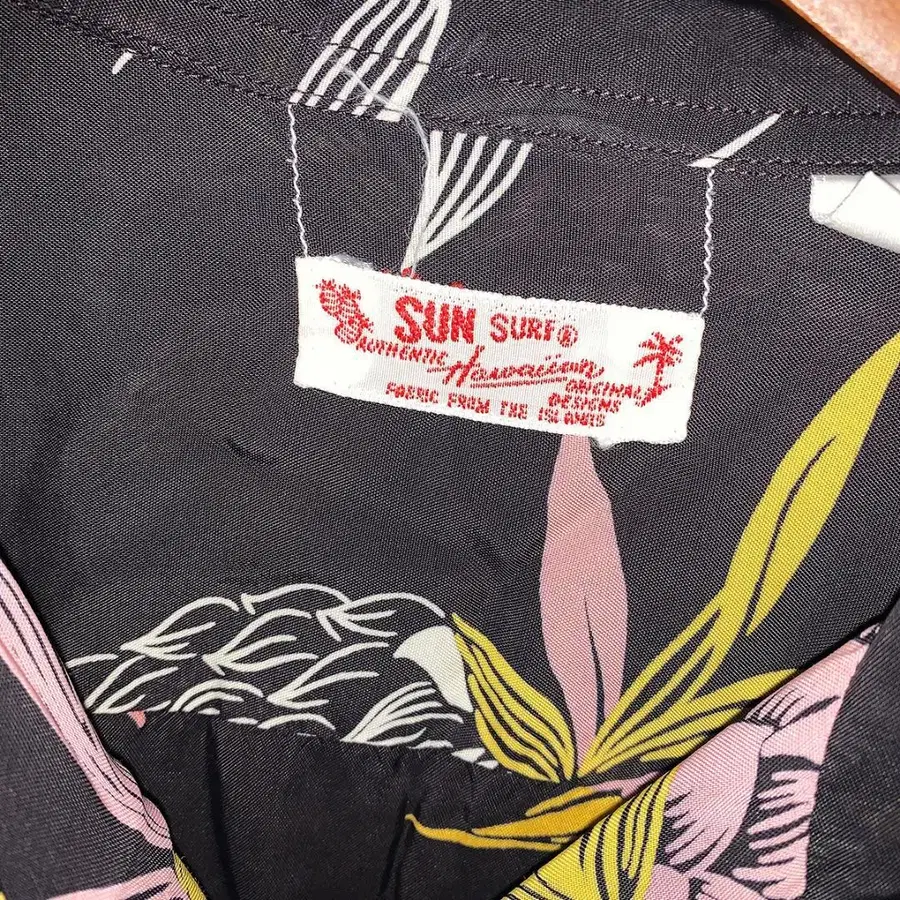 SUN SURF®
AUTHENTIC Hawaiian ORIGINAL DESIGNS
FABRIC FROM THE ISLANDS